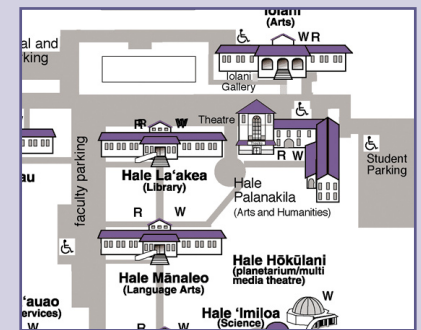 Iolani
(Arts)
W R
al and
king
Iolani
Gallery
Theatre
R W
W
R W
Student
Parking
faculty parking
Hale La‘akea
(Library)
au
Hale
Palanakila
(Arts and Humanities)
R W
Hale Mānaleo
(Language Arts)
Hale Hōkūlani
(planetarium/multi
media theatre)
‘auao
ervices)
Hale ‘Imiloa
(Science)
W
R W